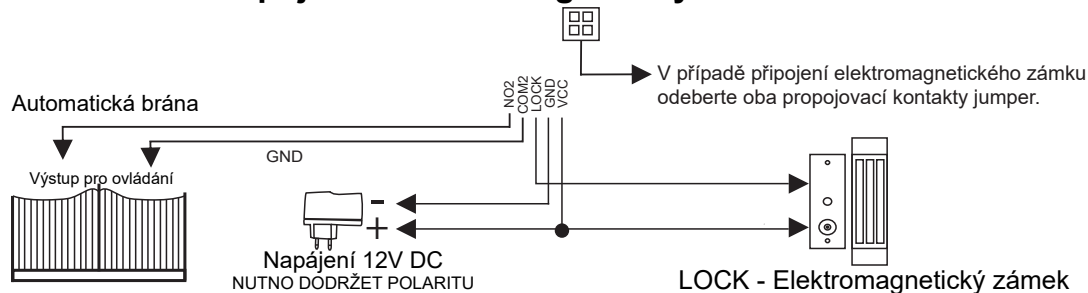 V případě připojení elektromagnetického zámku
odeberte oba propojovací kontakty jumper.
NO2
COM2
LOCK
GND
VCC
Automatická brána
GND
Výstup pro ovládání
-
+
Napájení 12V DC
NUTNO DODRŽET POLARITU
LOCK - Elektromagnetický zámek